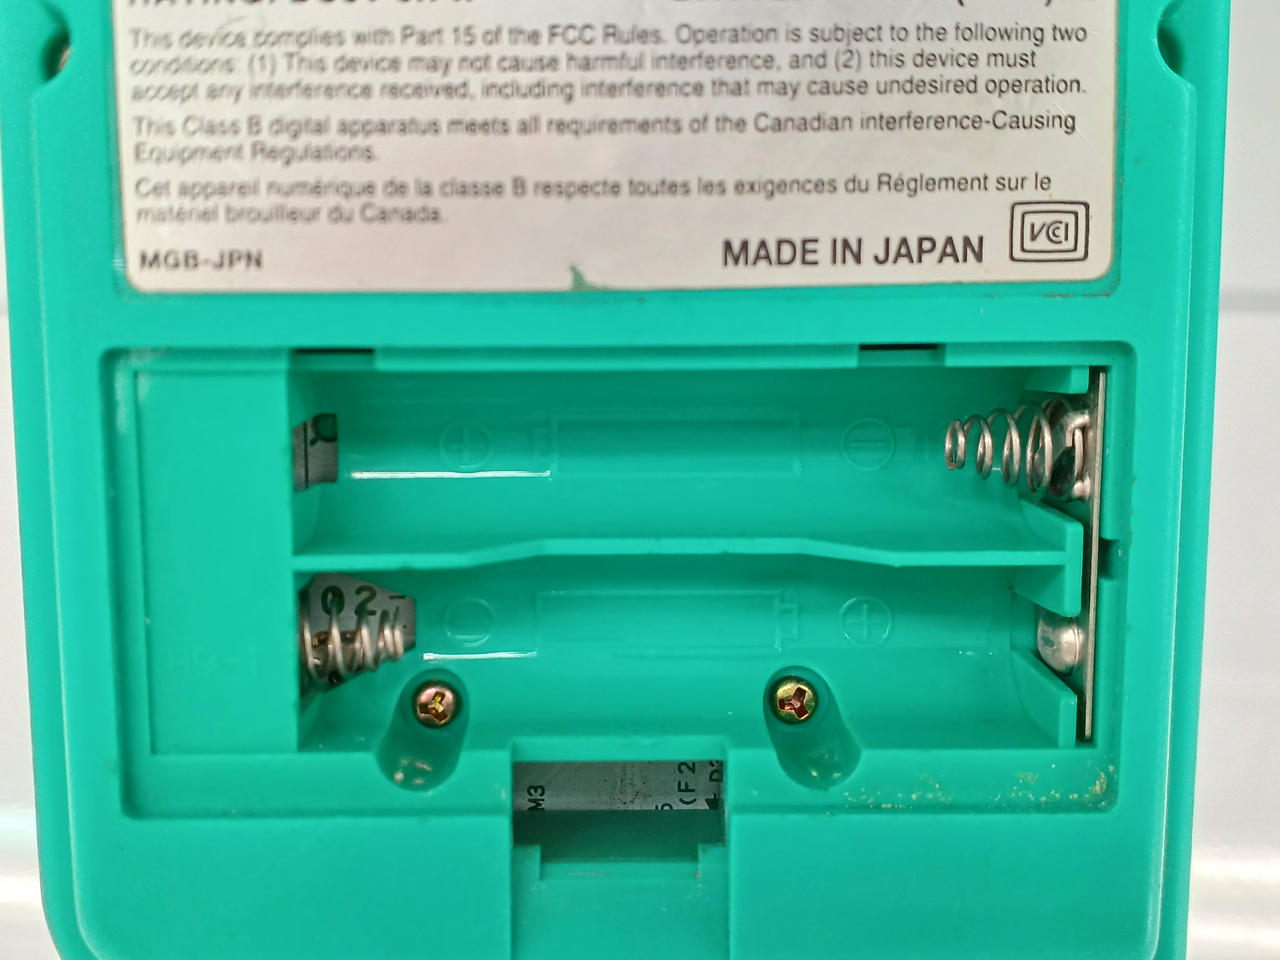 This device complies with Part 15 of the FCC Rules. Operation is subject to the following two
conditions: (1) This device may not cause harmful interference, and (2) this device must
accept any interference received, including interference that may cause undesired operation.
This Class B digital apparatus meets all requirements of the Canadian interference-Causing
Equipment Regulations.
Cet appareil numérique de la classe B respecte toutes les exigences du Réglement sur le
matériel brouilleur du Canada.
MGB-JPN
MADE IN JAPAN
VCCI
R
02-
M3
(F2